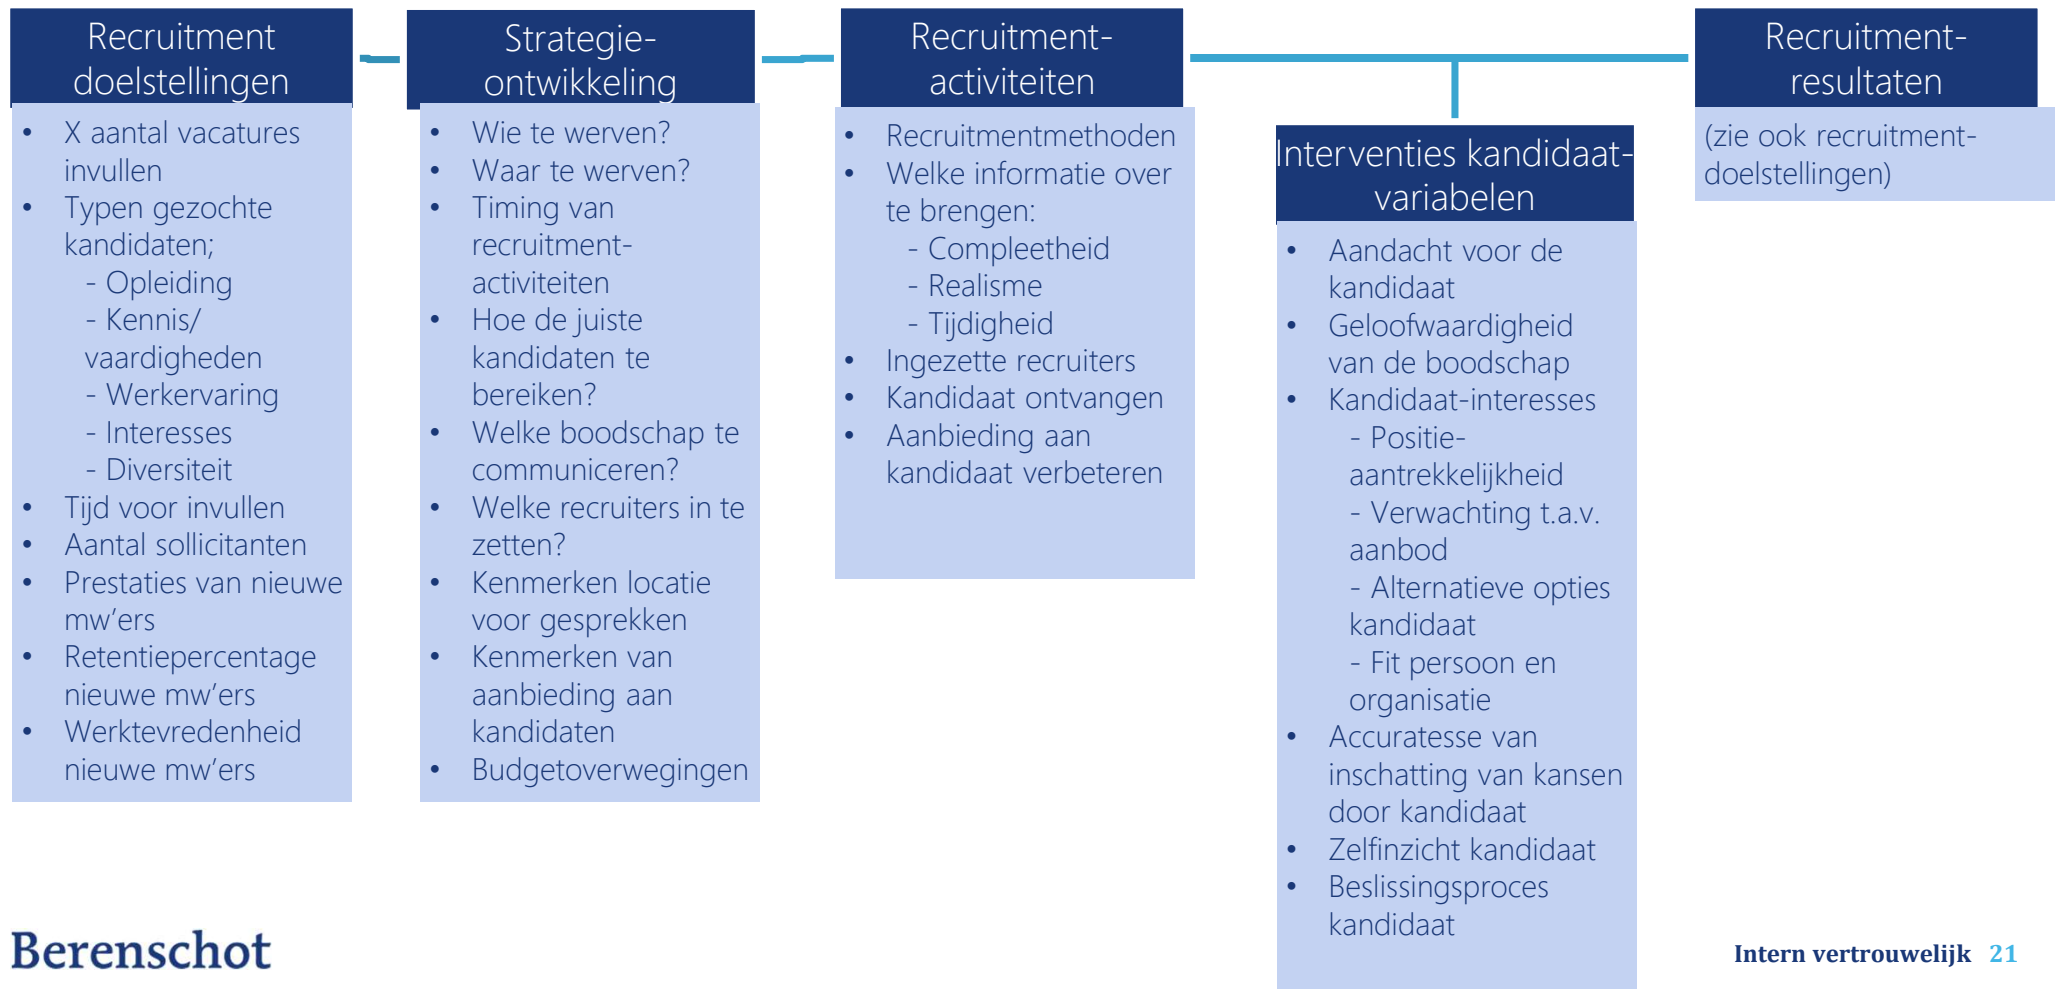 Recruitment
doelstellingen
• X aantal vacatures
invullen
• Typen gezochte
kandidaten;
- Opleiding
- Kennis/
vaardigheden
- Werkervaring
- Interesses
- Diversiteit
• Tijd voor invullen
• Aantal sollicitanten
• Prestaties van nieuwe
mw'ers
• Retentiepercentage
nieuwe mw'ers
• Werktevredenheid
nieuwe mw'ers
Strategie-
ontwikkeling
• Wie te werven?
• Waar te werven?
• Timing van
recruitment-
activiteiten
• Hoe de juiste
kandidaten te
bereiken?
• Welke boodschap te
communiceren?
• Welke recruiters in te
zetten?
• Kenmerken locatie
voor gesprekken
• Kenmerken van
aanbieding aan
kandidaten
• Budgetoverwegingen
Recruitment-
activiteiten
• Recruitmentmethoden
• Welke informatie over
te brengen:
- Compleetheid
- Realisme
- Tijdigheid
• Ingezette recruiters
• Kandidaat ontvangen
• Aanbieding aan
kandidaat verbeteren
Interventies kandidaat-
variabelen
• Aandacht voor de
kandidaat
• Geloofwaardigheid
van de boodschap
• Kandidaat-interesses
- Positie-
aantrekkelijkheid
- Verwachting t.a.v.
aanbod
- Alternatieve opties
kandidaat
- Fit persoon en
organisatie
• Accuratesse van
inschatting van kansen
door kandidaat
• Zelfinzicht kandidaat
• Beslissingsproces
kandidaat
Recruitment-
resultaten
(zie ook recruitment-
doelstellingen)
Berenschot
Intern vertrouwelijk 21